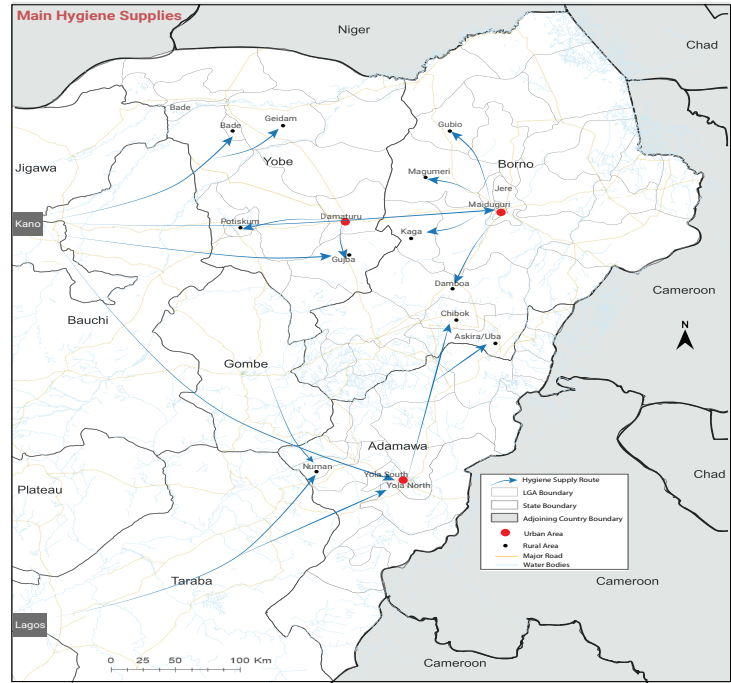 Main Hygiene Supplies
Niger
Chad
Bade
Bade
Geidam
Gubio
Yobe
Borno
Jigawa
Magumeri
Jere
Maiduguri
Kano
Potiskum
Damaturu
Kaga
Gujba
Damboa
Cameroon
Bauchi
Chibok
N
Askira/Uba
Gombe
Adamawa
Numan
Yola South
Yola North
Chad
Plateau
Hygiene Supply Route
LGA Boundary
State Boundary
Adjoining Country Boundary
Urban Area
Rural Area
Major Road
Water Bodies
Taraba
Cameroon
Lagos
0 25 50 100 Km
Cameroon